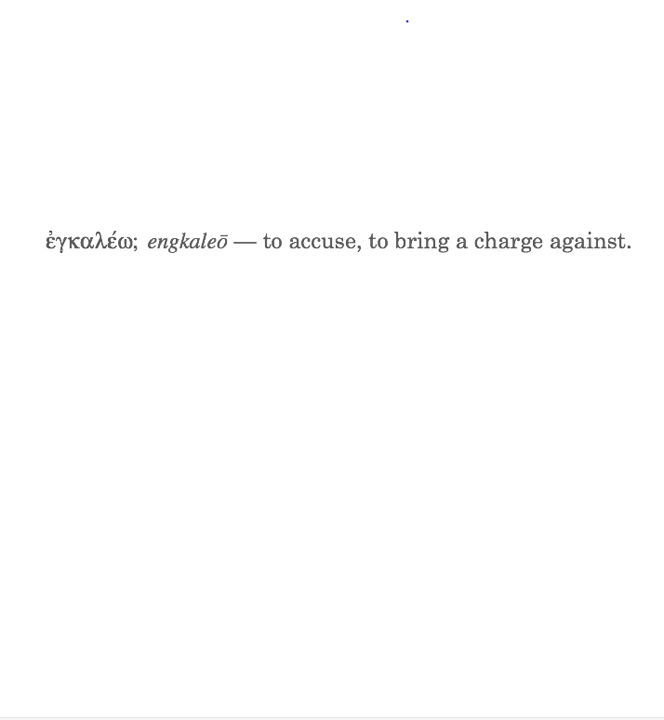 ἐγκαλέω; engkaleō — to accuse, to bring a charge against.